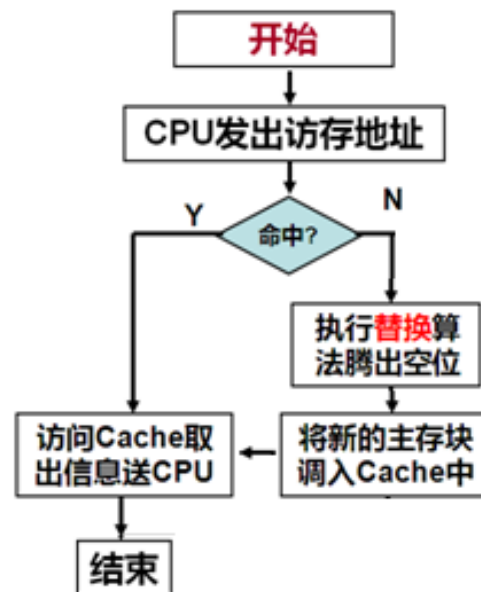 开始
CPU发出访存地址
Y
N
命中?
执行替换算
法腾出空位
访问Cache取
出信息送CPU
将新的主存块
调入Cache中
结束